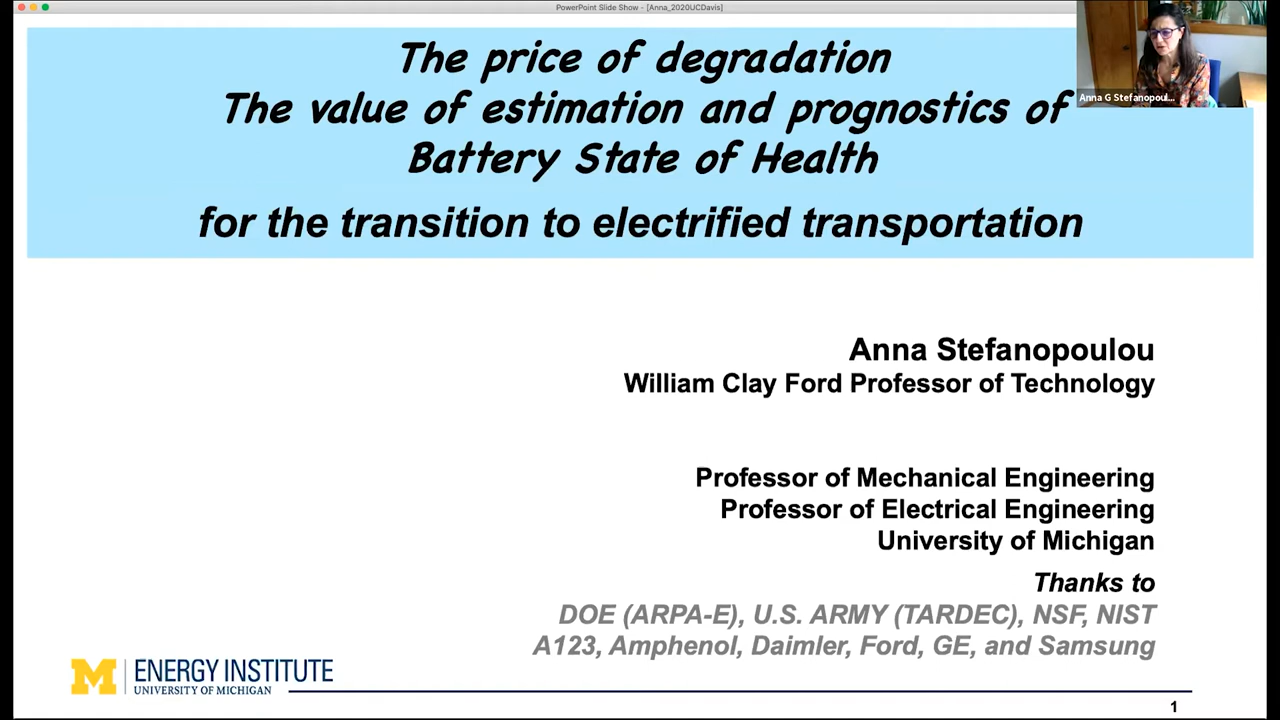 PowerPoint Slide Show - [Anna_2020UCDavis]
The price of degradation
The value of estimation and prognostics of
Battery State of Health
for the transition to electrified transportation
Anna G Stefanopoul...
Anna Stefanopoulou
William Clay Ford Professor of Technology
Professor of Mechanical Engineering
Professor of Electrical Engineering
University of Michigan
Thanks to
DOE (ARPA-E), U.S. ARMY (TARDEC), NSF, NIST
A123, Amphenol, Daimler, Ford, GE, and Samsung
M
ENERGY INSTITUTE
UNIVERSITY OF MICHIGAN
1